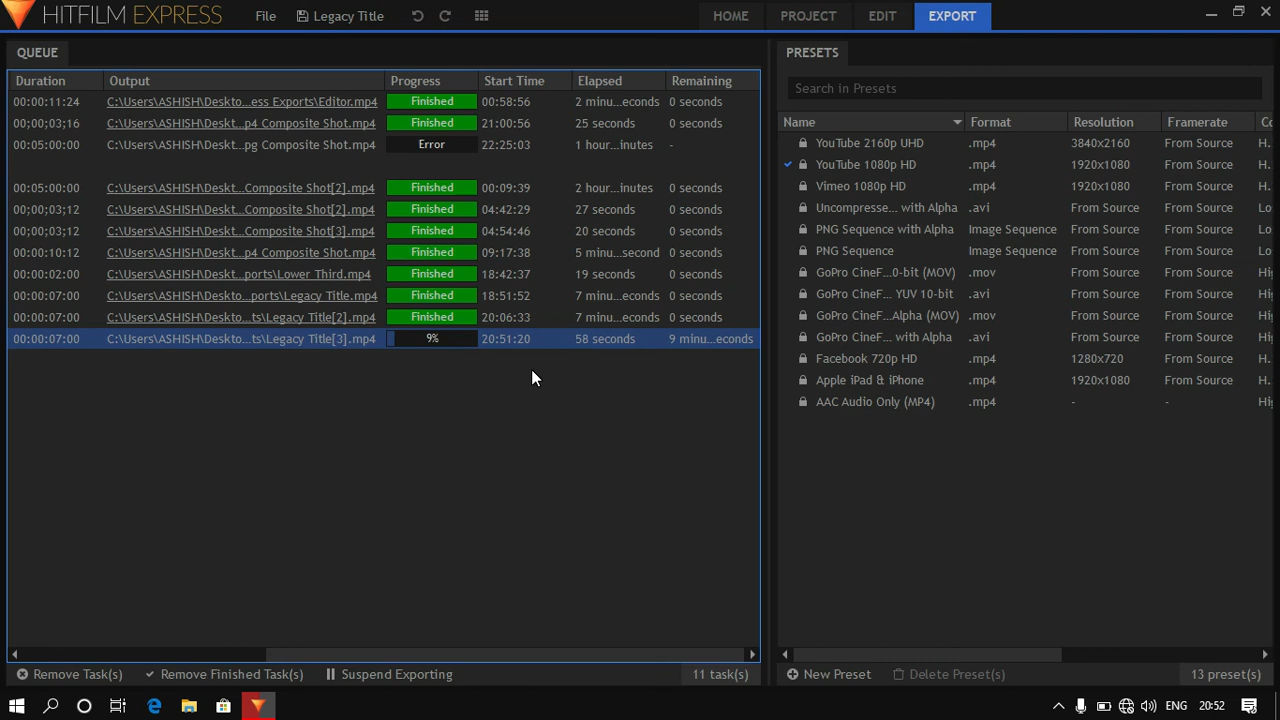 HITFILM EXPRESS File Legacy Title HOME PROJECT EDIT EXPORT
QUEUE
Duration Output Progress Start Time Elapsed Remaining
00:00:11:24 C:\Users\ASHISH\Deskto...ess Exports\Editor.mp4 Finished 00:58:56 2 minu...econds 0 seconds
00;00;03;16 C:\Users\ASHISH\Deskt...p4 Composite Shot.mp4 Finished 21:00:56 25 seconds 0 seconds
00:05:00:00 C:\Users\ASHISH\Deskt...pg Composite Shot.mp4 Error 22:25:03 1 hour...inutes -
00:05:00:00 C:\Users\ASHISH\Deskt...Composite Shot[2].mp4 Finished 00:09:39 2 hour...inutes 0 seconds
00;00;03;12 C:\Users\ASHISH\Deskt...Composite Shot[2].mp4 Finished 04:42:29 27 seconds 0 seconds
00;00;03;12 C:\Users\ASHISH\Deskt...Composite Shot[3].mp4 Finished 04:54:46 20 seconds 0 seconds
00:00:10:12 C:\Users\ASHISH\Deskt...p4 Composite Shot.mp4 Finished 09:17:38 5 minu...second 0 seconds
00:00:02:00 C:\Users\ASHISH\Deskt...ports\Lower Third.mp4 Finished 18:42:37 19 seconds 0 seconds
00:00:07:00 C:\Users\ASHISH\Deskto...ports\Legacy Title.mp4 Finished 18:51:52 7 minu...econds 0 seconds
00:00:07:00 C:\Users\ASHISH\Deskto...ts\Legacy Title[2].mp4 Finished 20:06:33 7 minu...econds 0 seconds
00:00:07:00 C:\Users\ASHISH\Deskto...ts\Legacy Title[3].mp4 9% 20:51:20 58 seconds 9 minu...econds
Remove Task(s) Remove Finished Task(s) Suspend Exporting 11 task(s)
PRESETS
Search in Presets
Name Format Resolution Framerate Co
YouTube 2160p UHD .mp4 3840x2160 From Source H.
YouTube 1080p HD .mp4 1920x1080 From Source H.
Vimeo 1080p HD .mp4 1920x1080 From Source H.
Uncompresse... with Alpha .avi From Source Lo
PNG Sequence with Alpha Image Sequence From Source Lo
PNG Sequence Image Sequence From Source Lo
GoPro CineF...0-bit (MOV) .mov From Source Hi
GoPro CineF... YUV 10-bit .avi From Source Hi
GoPro CineF...Alpha (MOV) .mov From Source Hi
GoPro CineF... with Alpha .avi From Source Hi
Facebook 720p HD .mp4 1280x720 From Source H.
Apple iPad & iPhone .mp4 1920x1080 From Source H.
AAC Audio Only (MP4) .mp4 - - Hi
New Preset Delete Preset(s) 13 preset(s)
ENG 20:52